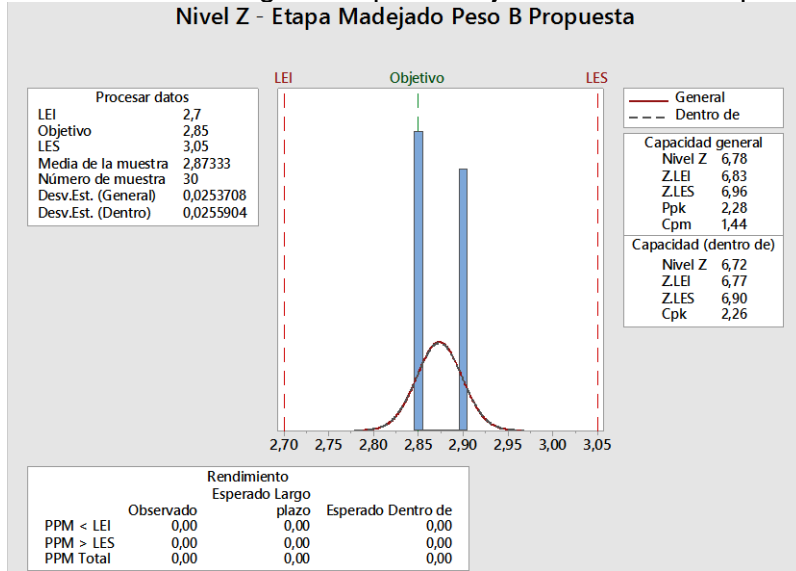 Nivel Z - Etapa Madejado Peso B Propuesta
LEI Objetivo LES
Procesar datos
LEI 2,7
Objetivo 2,85
LES 3,05
Media de la muestra 2,87333
Número de muestra 30
Desv.Est. (General) 0,0253708
Desv.Est. (Dentro) 0,0255904
General
Dentro de
Capacidad general
Nivel Z 6,78
Z.LEI 6,83
Z.LES 6,96
Ppk 2,28
Cpm 1,44
Capacidad (dentro de)
Nivel Z 6,72
Z.LEI 6,77
Z.LES 6,90
Cpk 2,26
2,70 2,75 2,80 2,85 2,90 2,95 3,00 3,05
Rendimiento
Esperado Largo
Observado plazo Esperado Dentro de
PPM < LEI 0,00 0,00 0,00
PPM > LES 0,00 0,00 0,00
PPM Total 0,00 0,00 0,00